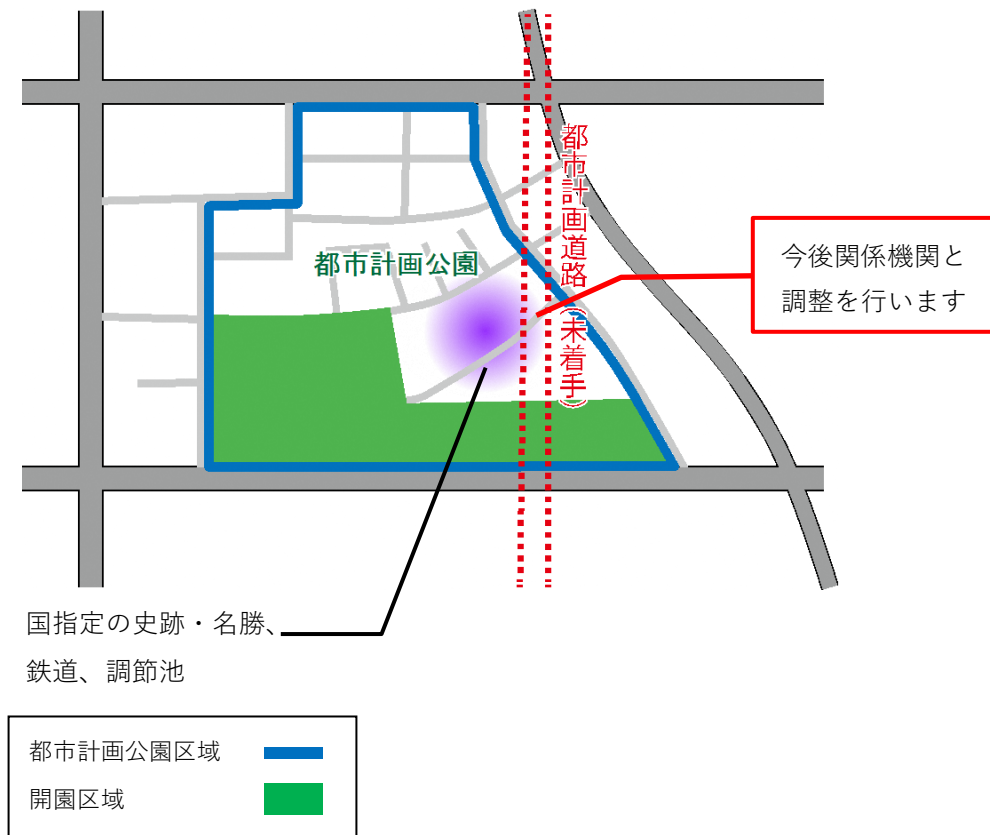 都市計画道路(未着手)
都市計画公園
今後関係機関と
調整を行います
国指定の史跡・名勝、
鉄道、調節池
都市計画公園区域
開園区域